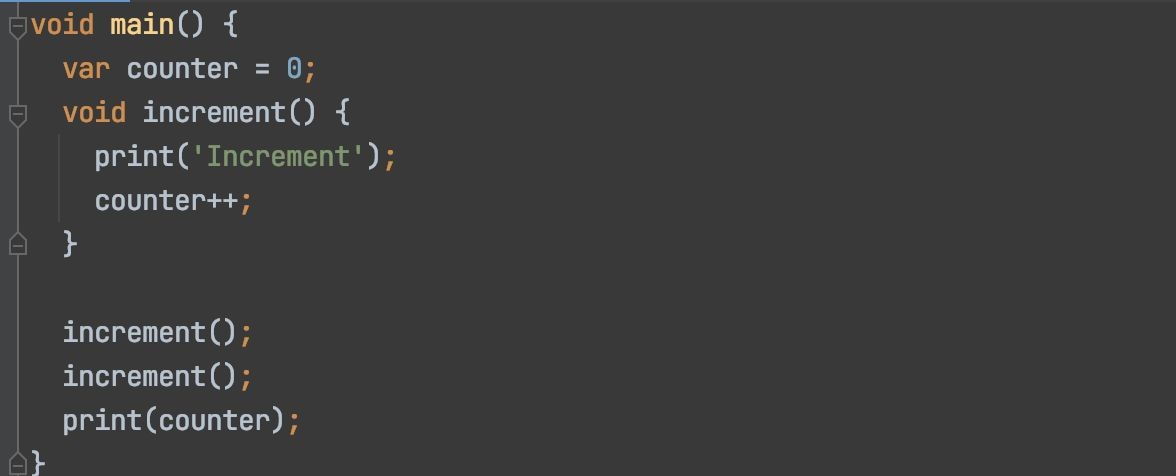 void main() {
  var counter = 0;
  void increment() {
    print('Increment');
    counter++;
  }

  increment();
  increment();
  print(counter);
}